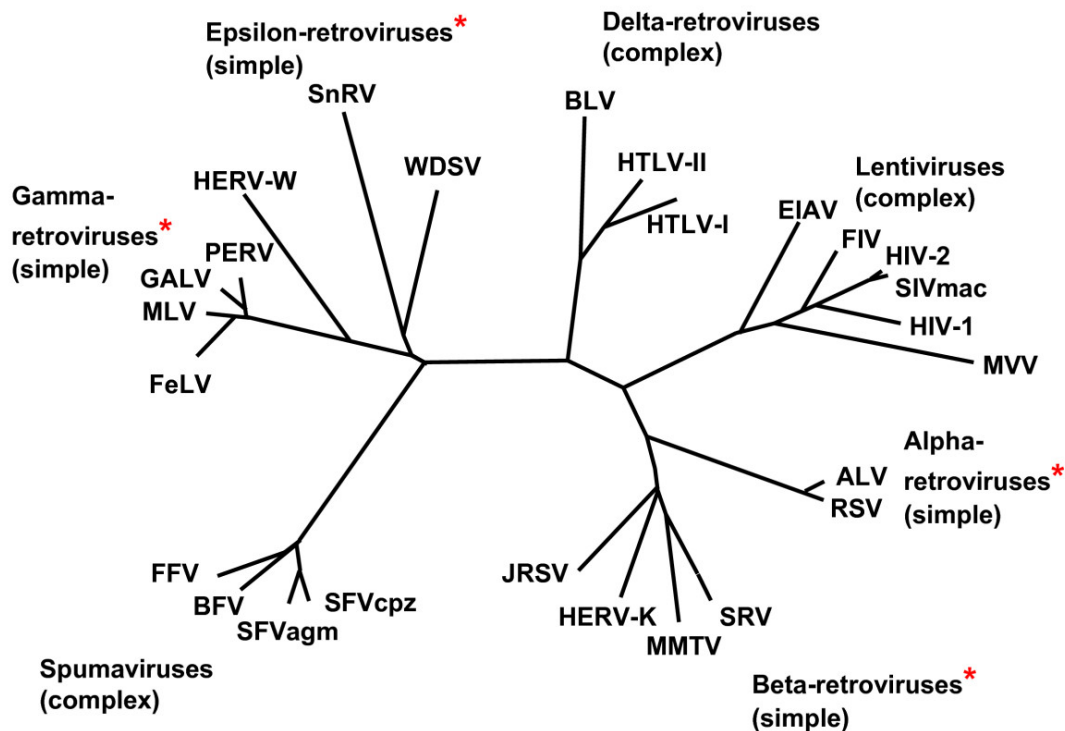 Epsilon-retroviruses*
(simple)
SnRV
WDSV
Delta-retroviruses
(complex)
BLV
HTLV-II
HTLV-I
Lentiviruses
(complex)
EIAV
FIV
HIV-2
SIVmac
HIV-1
MVV
Gamma-
retroviruses*
(simple)
HERV-W
PERV
GALV
MLV
FeLV
Alpha-
retroviruses*
(simple)
ALV
RSV
FFV
BFV
SFVagm
SFVcpz
Spumaviruses
(complex)
JRSV
HERV-K
MMTV
SRV
Beta-retroviruses*
(simple)